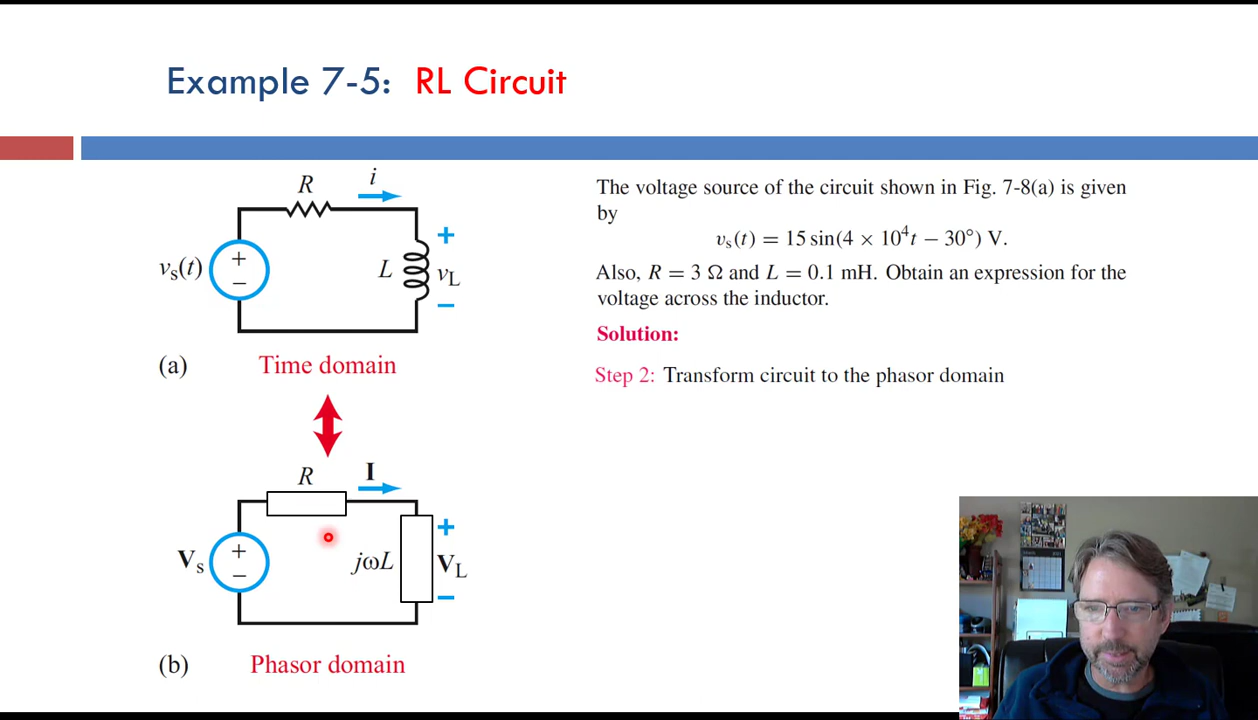 Example 7-5: RL Circuit
R
i
vs(t)
+
−
L
+
vL
−
(a)
Time domain
R
I
Vs
+
−
jωL
+
VL
−
(b)
Phasor domain
The voltage source of the circuit shown in Fig. 7-8(a) is given
by
vs(t) = 15 sin(4 × 10⁴t − 30°) V.
Also, R = 3 Ω and L = 0.1 mH. Obtain an expression for the
voltage across the inductor.
Solution:
Step 2: Transform circuit to the phasor domain